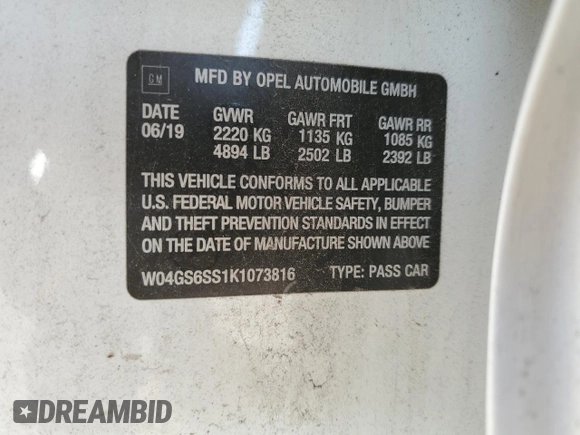 GM MFD BY OPEL AUTOMOBILE GMBH
DATE GVWR GAWR FRT GAWR RR
06/19 2220 KG 1135 KG 1085 KG
4894 LB 2502 LB 2392 LB
THIS VEHICLE CONFORMS TO ALL APPLICABLE
U.S. FEDERAL MOTOR VEHICLE SAFETY, BUMPER
AND THEFT PREVENTION STANDARDS IN EFFECT
ON THE DATE OF MANUFACTURE SHOWN ABOVE
W04GS6SS1K1073816 TYPE: PASS CAR
DREAMBID